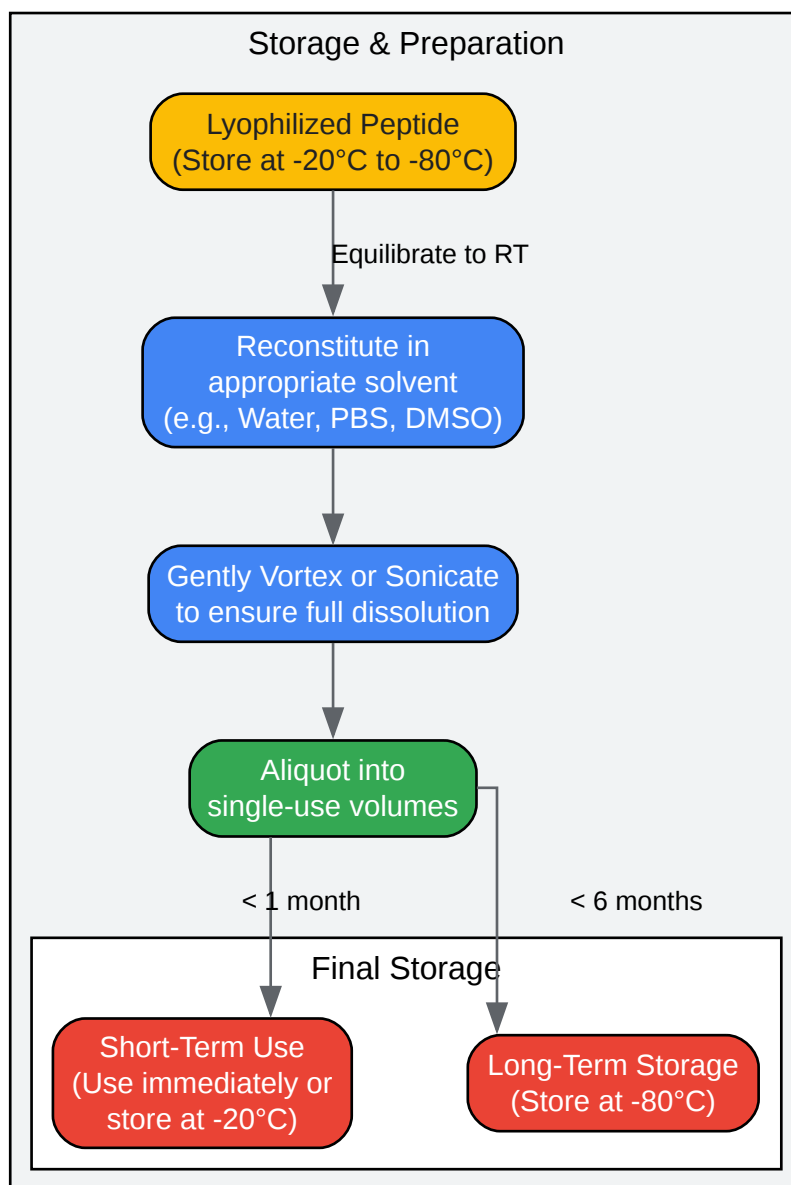 Storage & Preparation
Lyophilized Peptide
(Store at -20°C to -80°C)
Equilibrate to RT
Reconstitute in
appropriate solvent
(e.g., Water, PBS, DMSO)
Gently Vortex or Sonicate
to ensure full dissolution
Aliquot into
single-use volumes
< 1 month
< 6 months
Final Storage
Short-Term Use
(Use immediately or
store at -20°C)
Long-Term Storage
(Store at -80°C)